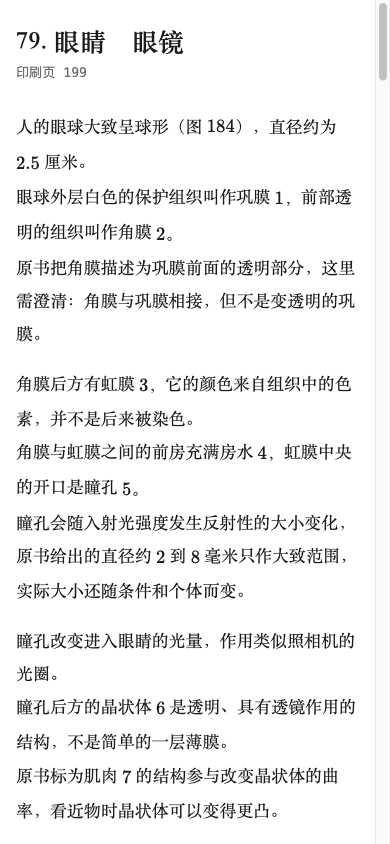 79. 眼睛　眼镜
印刷页 199
人的眼球大致呈球形（图 184），直径约为
2.5 厘米。
眼球外层白色的保护组织叫作巩膜 1，前部透
明的组织叫作角膜 2。
原书把角膜描述为巩膜前面的透明部分，这里
需澄清：角膜与巩膜相接，但不是变透明的巩
膜。
角膜后方有虹膜 3，它的颜色来自组织中的色
素，并不是后来被染色。
角膜与虹膜之间的前房充满房水 4，虹膜中央
的开口是瞳孔 5。
瞳孔会随入射光强度发生反射性的大小变化，
原书给出的直径约 2 到 8 毫米只作大致范围，
实际大小还随条件和个体而变。
瞳孔改变进入眼睛的光量，作用类似照相机的
光圈。
瞳孔后方的晶状体 6 是透明、具有透镜作用的
结构，不是简单的一层薄膜。
原书标为肌肉 7 的结构参与改变晶状体的曲
率，看近物时晶状体可以变得更凸。